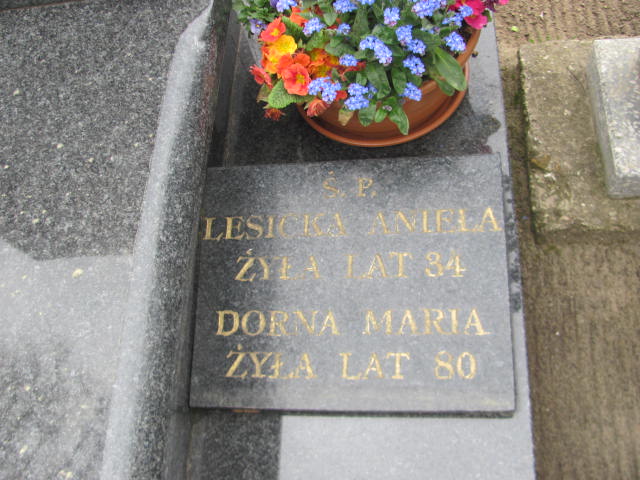 Ś. P.
LESICKA ANIELA
ŻYŁA LAT 34
DORNA MARIA
ŻYŁA LAT 80